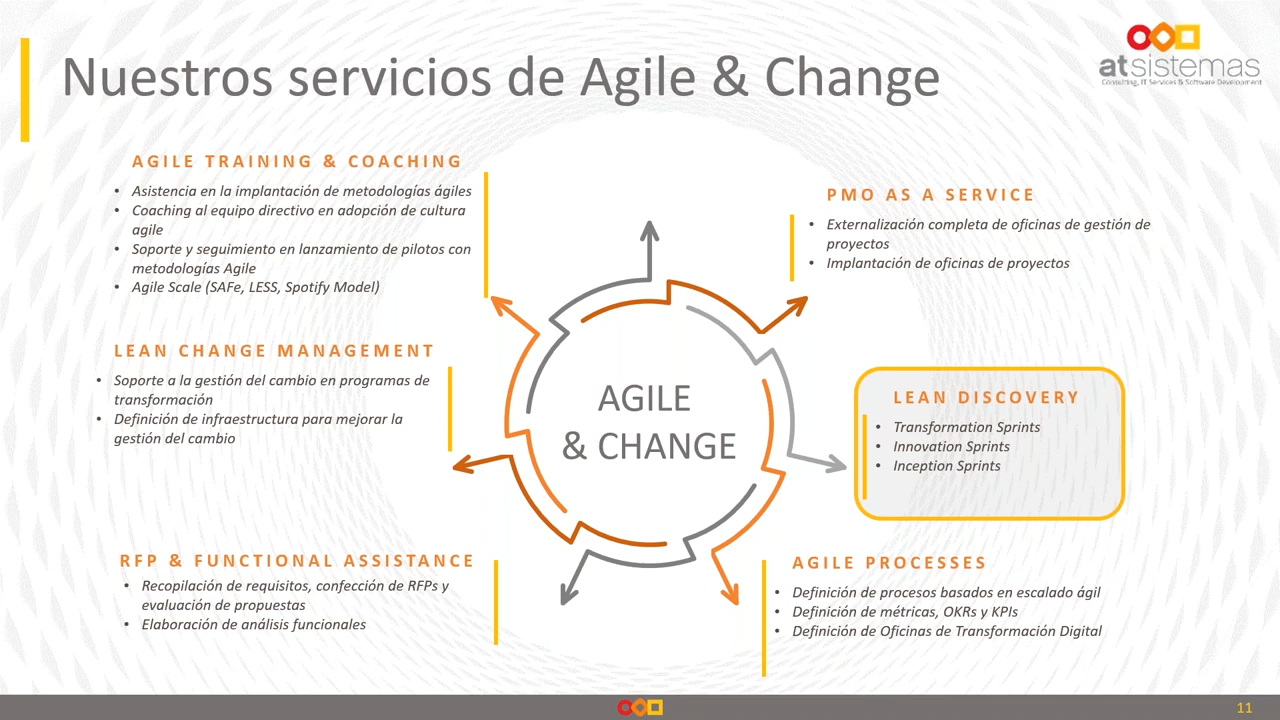 Nuestros servicios de Agile & Change
atsistemas
Consulting, IT Services & Software Development
AGILE TRAINING & COACHING
• Asistencia en la implantación de metodologías ágiles
• Coaching al equipo directivo en adopción de cultura
agile
• Soporte y seguimiento en lanzamiento de pilotos con
metodologías Agile
• Agile Scale (SAFe, LESS, Spotify Model)
PMO AS A SERVICE
• Externalización completa de oficinas de gestión de
proyectos
• Implantación de oficinas de proyectos
LEAN CHANGE MANAGEMENT
• Soporte a la gestión del cambio en programas de
transformación
• Definición de infraestructura para mejorar la
gestión del cambio
AGILE
& CHANGE
LEAN DISCOVERY
• Transformation Sprints
• Innovation Sprints
• Inception Sprints
RFP & FUNCTIONAL ASSISTANCE
• Recopilación de requisitos, confección de RFPs y
evaluación de propuestas
• Elaboración de análisis funcionales
AGILE PROCESSES
• Definición de procesos basados en escalado ágil
• Definición de métricas, OKRs y KPIs
• Definición de Oficinas de Transformación Digital
11